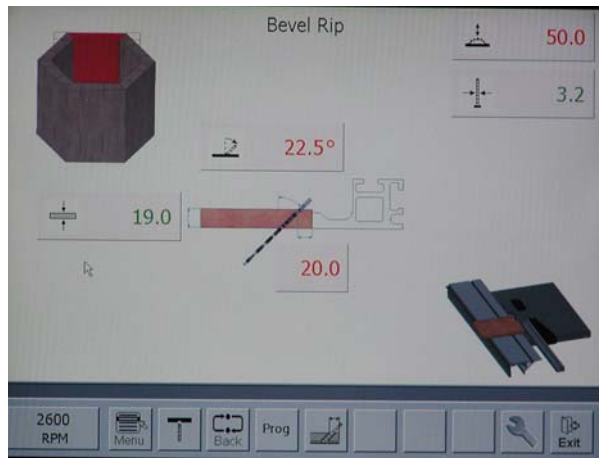 Bevel Rip
50.0
3.2
22.5°
19.0
20.0
2600
RPM
Menu
Back
Prog
Exit